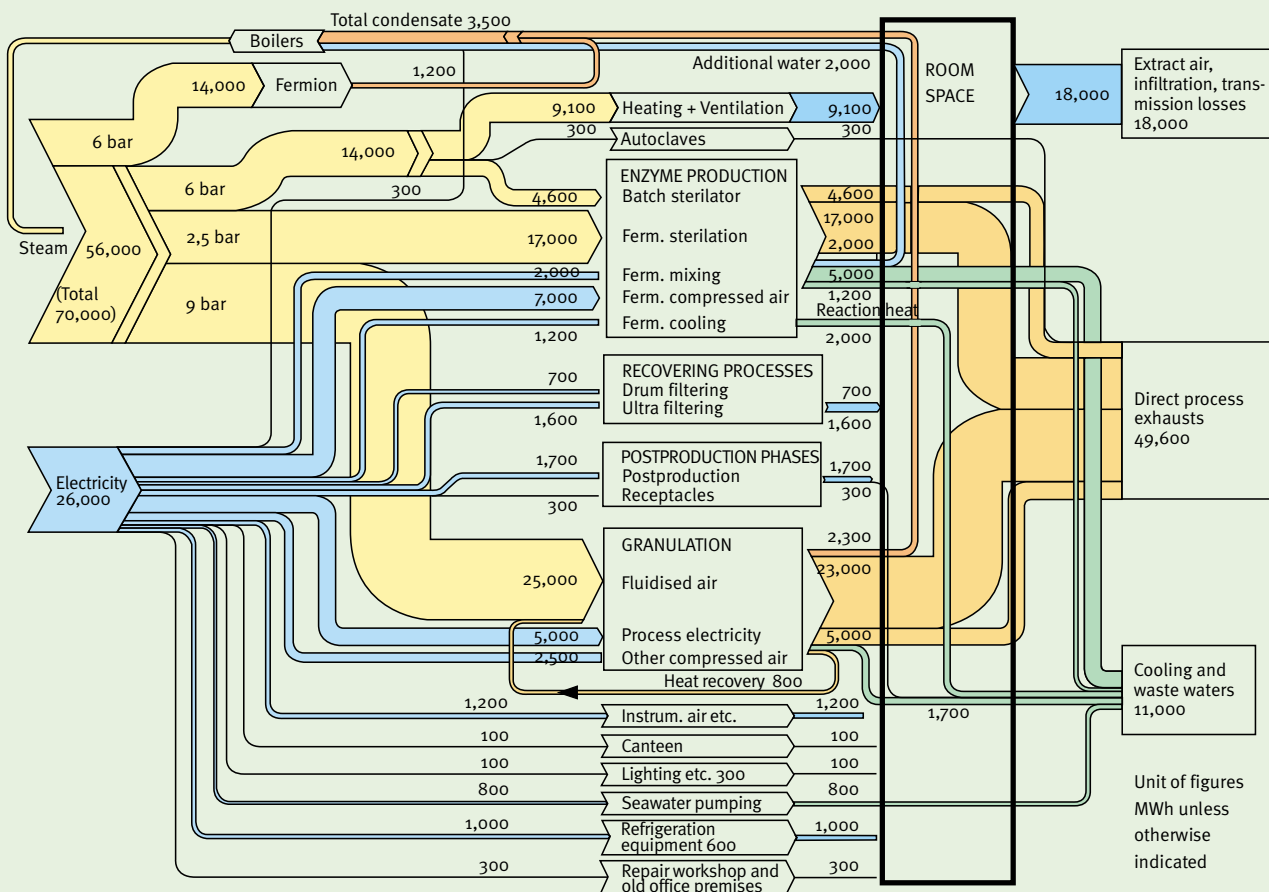 Total condensate 3,500
Boilers
Additional water 2,000
ROOM
SPACE
Extract air,
infiltration, trans-
mission losses
18,000
18,000
14,000
Fermion
1,200
9,100
Heating + Ventilation
9,100
300
Autoclaves
300
6 bar
14,000
6 bar
300
ENZYME PRODUCTION
Batch sterilator
4,600
4,600
17,000
Steam
56,000
2,5 bar
17,000
Ferm. sterilation
2,000
(Total
70,000)
9 bar
2,000
Ferm. mixing
5,000
7,000
Ferm. compressed air
1,200
Reaction heat
Ferm. cooling
1,200
2,000
RECOVERING PROCESSES
700
Drum filtering
700
Ultra filtering
1,600
1,600
Direct process
exhausts
49,600
POSTPRODUCTION PHASES
1,700
Postproduction
1,700
Receptacles
300
300
Electricity
26,000
GRANULATION
2,300
25,000
Fluidised air
23,000
5,000
Process electricity
5,000
2,500
Other compressed air
Heat recovery 800
Cooling and
waste waters
11,000
1,200
Instrum. air etc.
1,200
1,700
100
Canteen
100
100
Lighting etc. 300
100
800
Seawater pumping
800
1,000
Refrigeration
equipment 600
1,000
300
Repair workshop and
old office premises
300
Unit of figures
MWh unless
otherwise
indicated